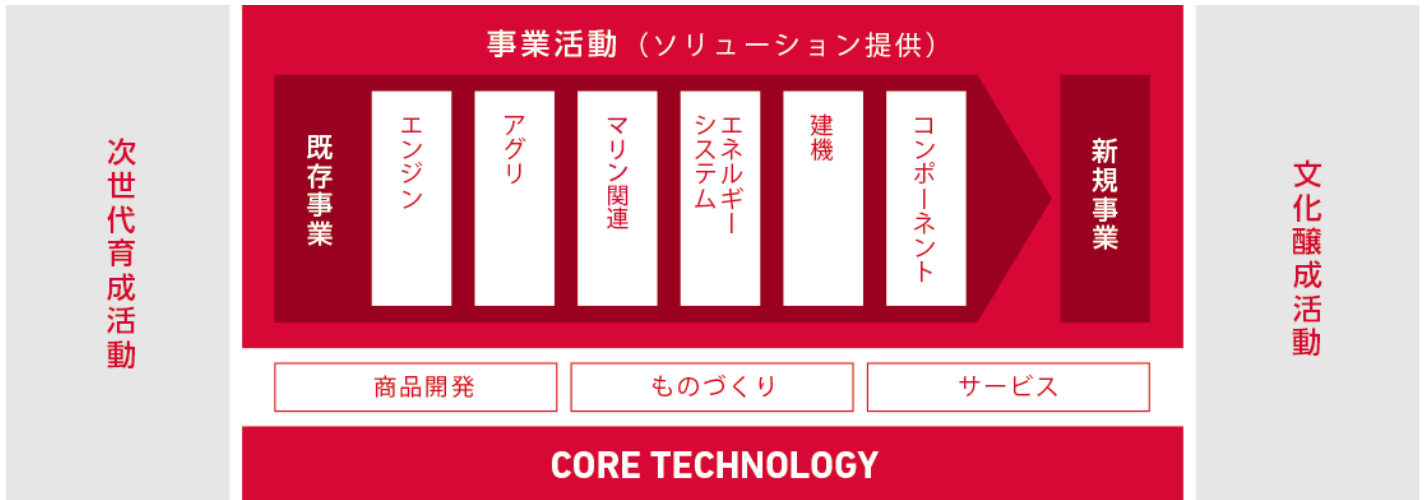 次世代育成活動
事業活動（ソリューション提供）
既存事業
エンジン
アグリ
マリン関連
エネルギー
システム
建機
コンポーネント
新規事業
商品開発
ものづくり
サービス
CORE TECHNOLOGY
文化醸成活動